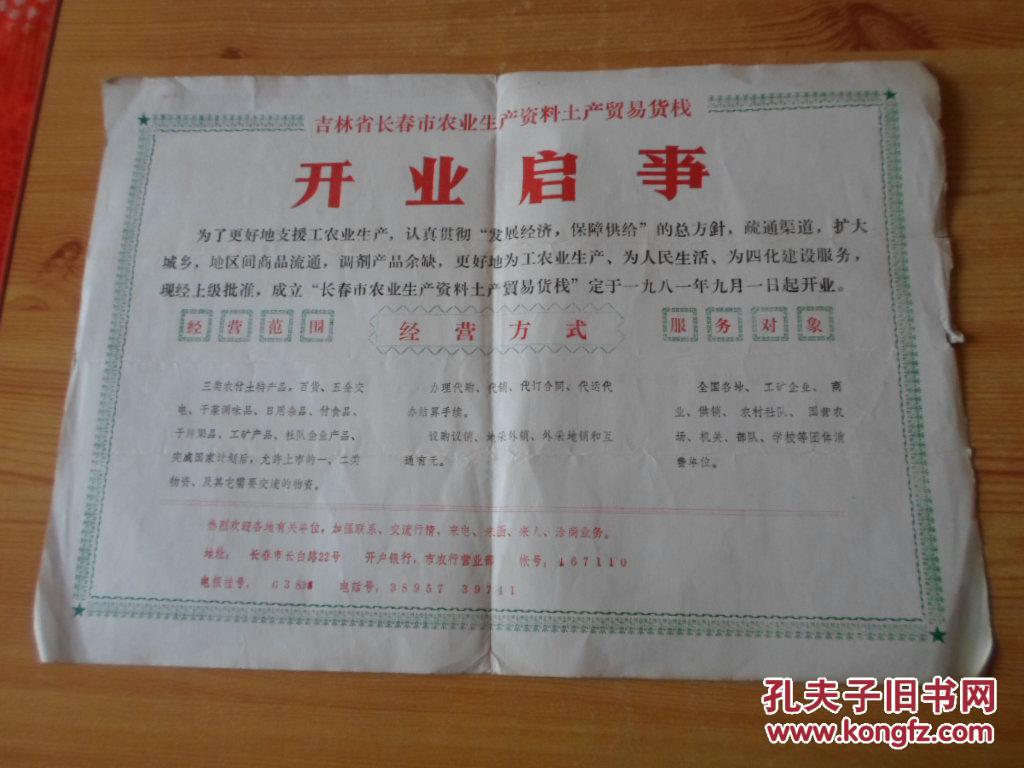 吉林省长春市农业生产资料土产贸易货栈
开业启事
为了更好地支援工农业生产，认真贯彻“发展经济，保障供给”的总方針，疏通渠道，扩大
城乡，地区间商品流通，调剂产品余缺，更好地为工农业生产、为人民生活、为四化建设服务，
现经上级批准，成立“长春市农业生产资料土产贸易货栈”定于一九八一年九月一日起开业。
经营范围
经营方式
服务对象
三类农付土特产品，百货、五金交
电、干菜调味品、日用杂品、付食品、
干鲜果品、工矿产品、社队企业产品、
完成国家计划后，允许上市的一、二类
物资、及其它需要交流的物资。
办理代购、代销、代订合同、代运代
办结算手续。
议购议销、地采外销、外采地销和互
通有无。
全国各地、工矿企业、商
业、供销、农村社队、国营农
场、机关、部队、学校等团体消
费单位。
热烈欢迎各地有关单位，加强联系、交流行情、来电、来函、来人、洽商业务。
地址：长春市长白路22号 开户银行：市农行营业部 帐号：467110
电报挂号： 电话号：38957 39741
孔夫子旧书网
www.kongfz.com